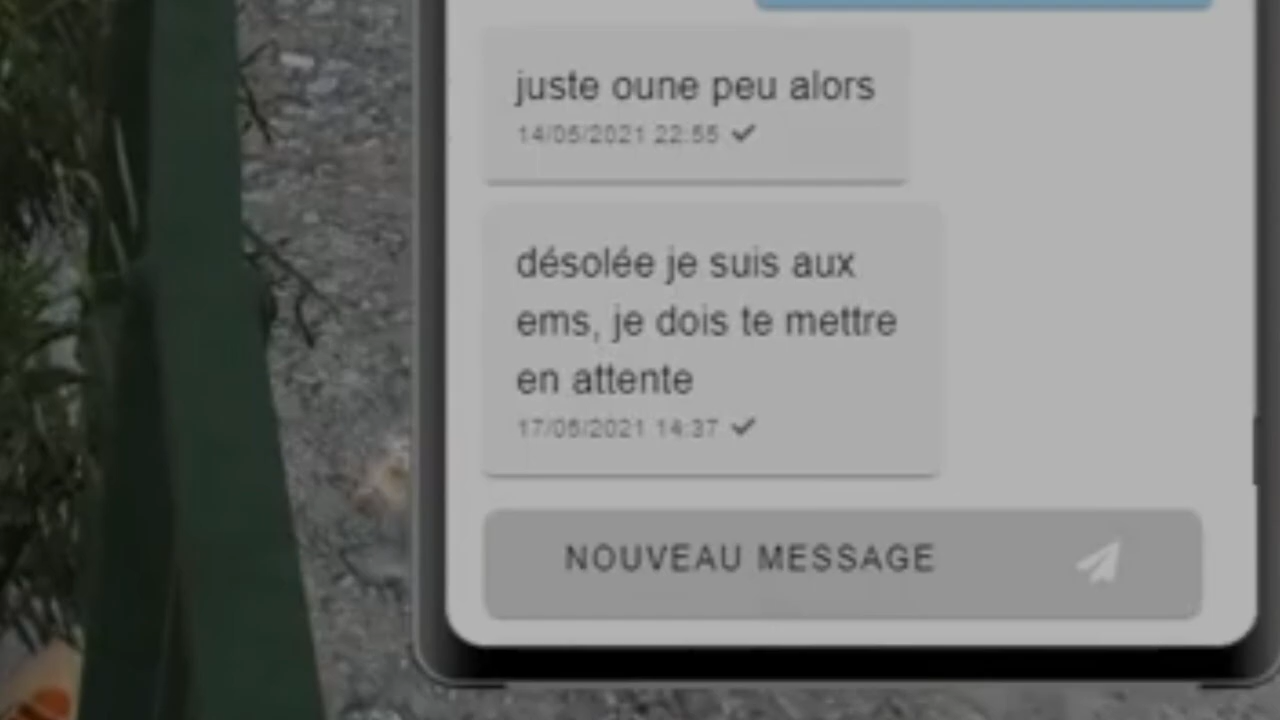 juste oune peu alors
14/05/2021 22:55
désolée je suis aux
ems, je dois te mettre
en attente
17/05/2021 14:37
NOUVEAU MESSAGE